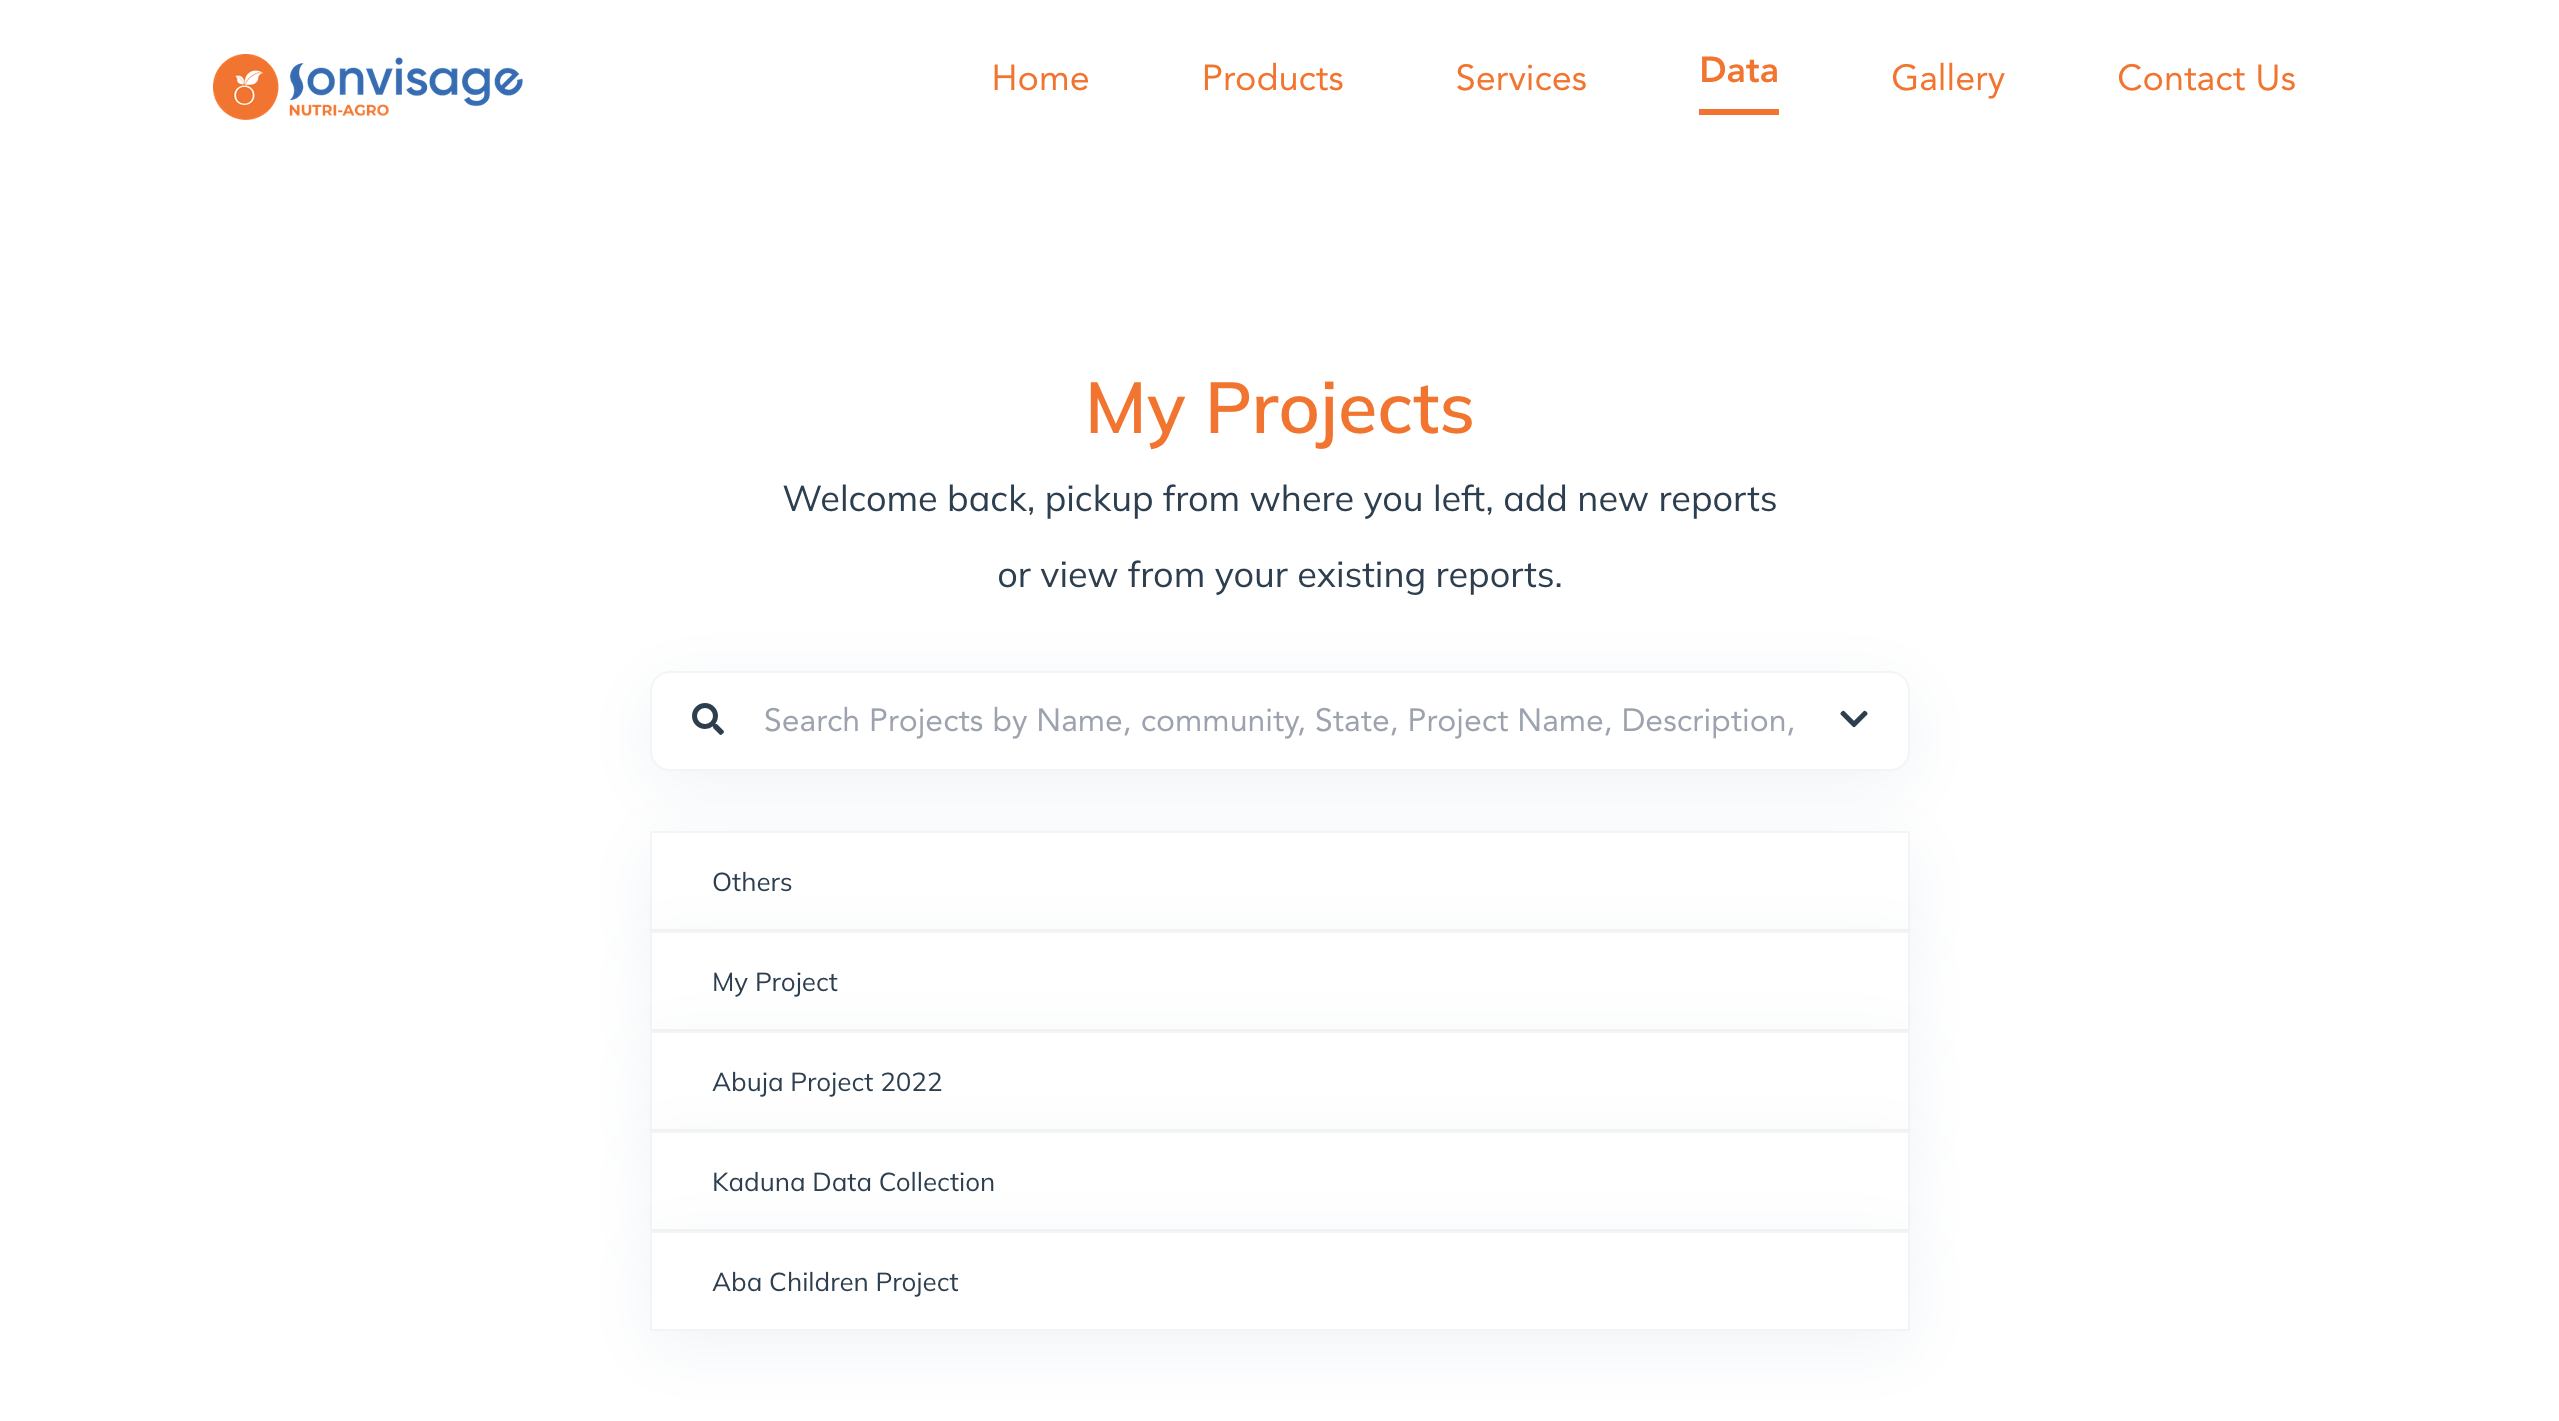 Sonvisage
NUTRI-AGRO
Home
Products
Services
Data
Gallery
Contact Us
My Projects
Welcome back, pickup from where you left, add new reports
or view from your existing reports.
Search Projects by Name, community, State, Project Name, Description,
Others
My Project
Abuja Project 2022
Kaduna Data Collection
Aba Children Project